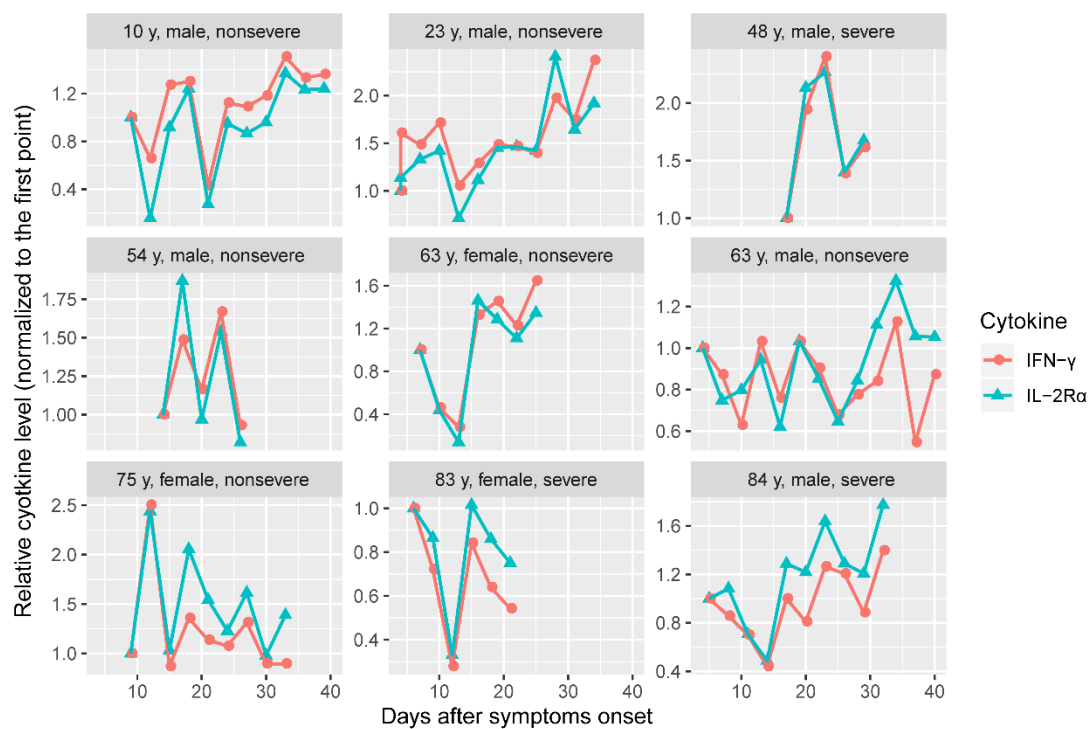 10 y, male, nonsevere
23 y, male, nonsevere
48 y, male, severe
1.2
0.8
0.4
2.0
1.5
1.0
2.0
1.5
1.0
54 y, male, nonsevere
63 y, female, nonsevere
63 y, male, nonsevere
1.75
1.50
1.25
1.00
1.6
1.2
0.8
0.4
1.2
1.0
0.8
0.6
75 y, female, nonsevere
83 y, female, severe
84 y, male, severe
2.5
2.0
1.5
1.0
1.0
0.8
0.6
0.4
1.6
1.2
0.8
0.4
10 20 30 40
10 20 30 40
10 20 30 40
Days after symptoms onset
Relative cyotkine level (normalized to the first point)
Cytokine
IFN−γ
IL−2Rα